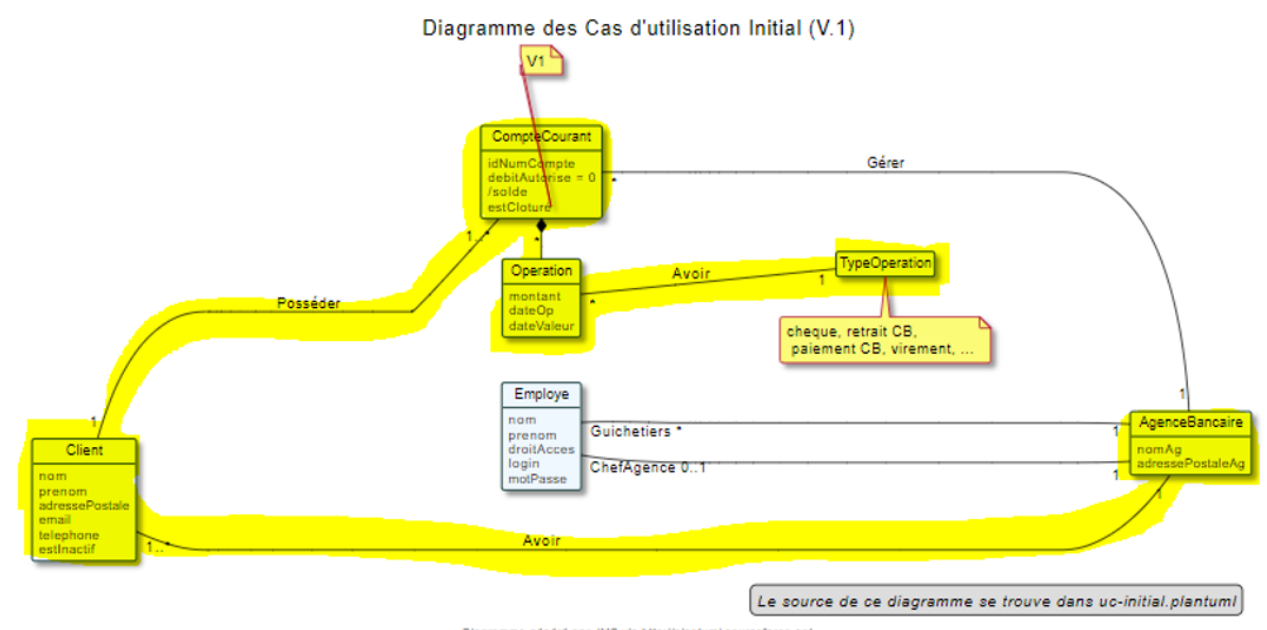 Diagramme des Cas d'utilisation Initial (V.1)
V1
CompteCourant
idNumCompte
debitAutorise = 0
/solde
estCloture
Gérer
*
1..*
*
Operation
montant
dateOp
dateValeur
Avoir
*
1
TypeOperation
cheque, retrait CB,
paiement CB, virement, ...
Posséder
1
Employe
nom
prenom
droitAcces
login
motPasse
Guichetiers *
1
ChefAgence 0..1
1
1
AgenceBancaire
nomAg
adressePostaleAg
1
Client
nom
prenom
adressePostale
email
telephone
estInactif
1..*
Avoir
Le source de ce diagramme se trouve dans uc-initial.plantuml